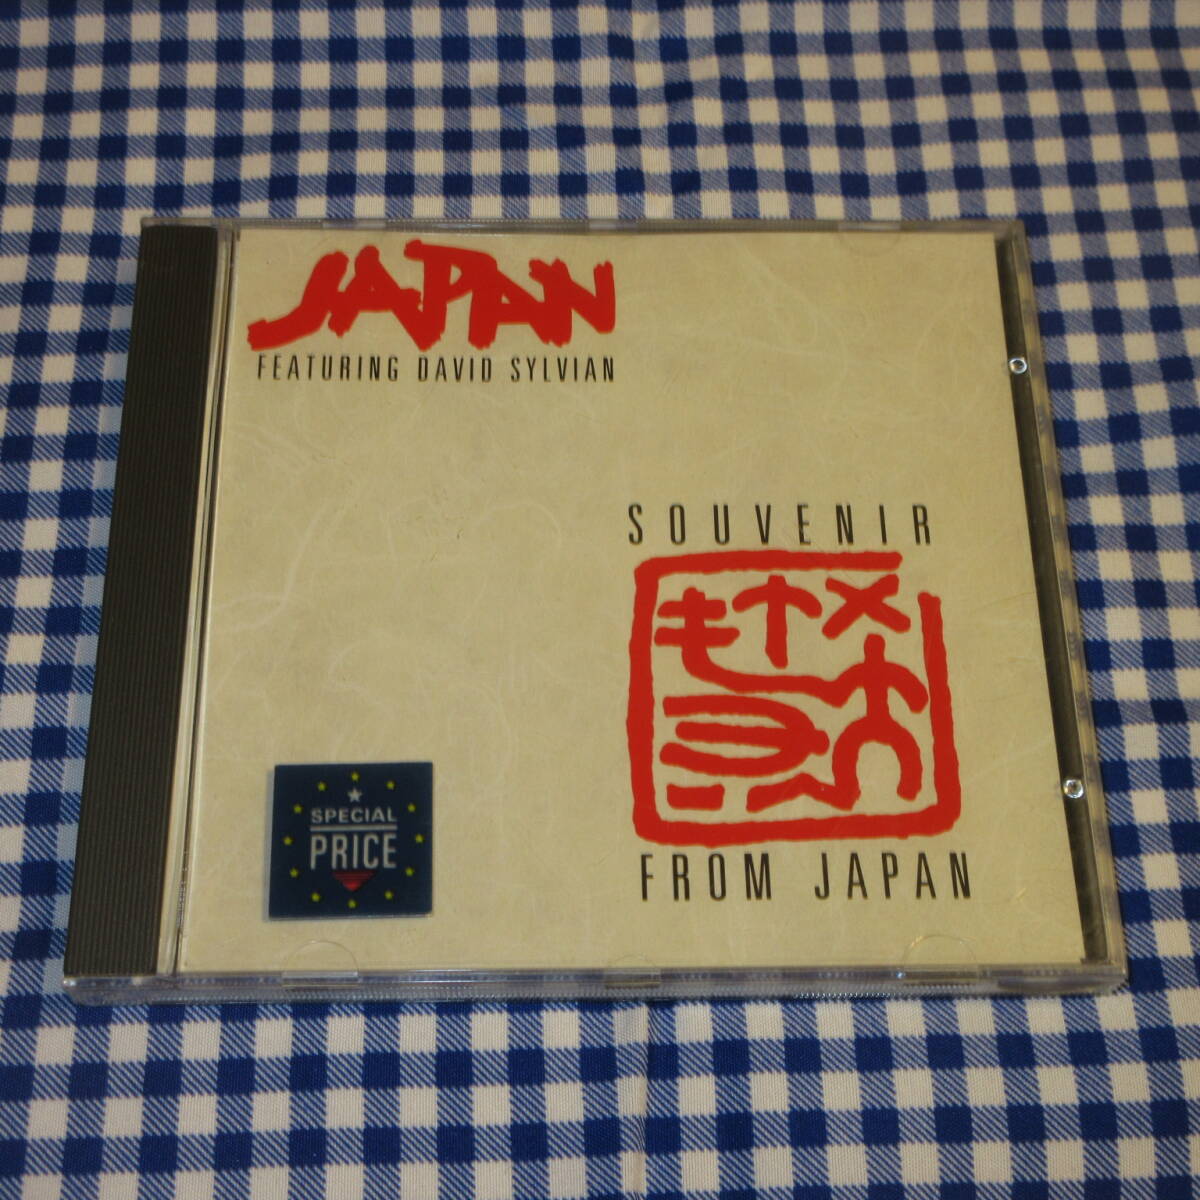 JAPAN
FEATURING DAVID SYLVIAN
SOUVENIR
FROM JAPAN
SPECIAL
PRICE